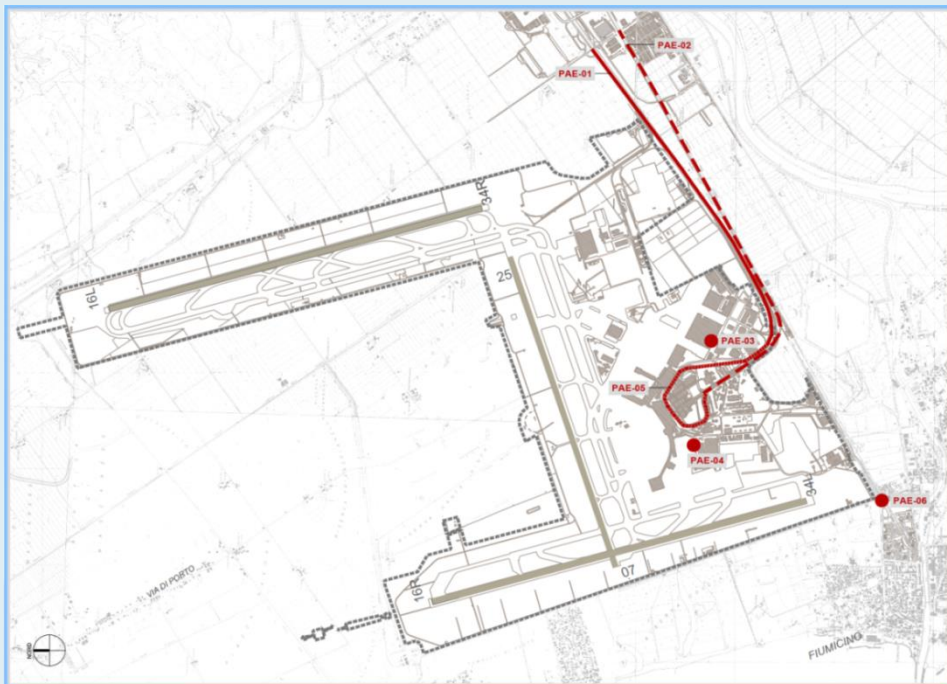 PAE-02
PAE-01
34R
25
16L
PAE-03
PAE-05
PAE-04
34L
PAE-06
07
16R
VIA DI PORTO
FIUMICINO
NORD